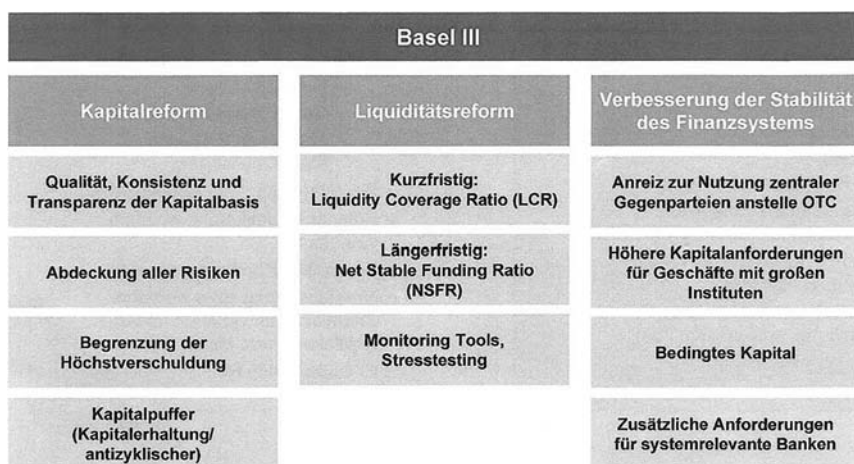 Basel III
Kapitalreform
Qualität, Konsistenz und
Transparenz der Kapitalbasis
Abdeckung aller Risiken
Begrenzung der
Höchstverschuldung
Kapitalpuffer
(Kapitalerhaltung/
antizyklischer)
Liquiditätsreform
Kurzfristig:
Liquidity Coverage Ratio (LCR)
Längerfristig:
Net Stable Funding Ratio
(NSFR)
Monitoring Tools,
Stresstesting
Verbesserung der Stabilität
des Finanzsystems
Anreiz zur Nutzung zentraler
Gegenparteien anstelle OTC
Höhere Kapitalanforderungen
für Geschäfte mit großen
Instituten
Bedingtes Kapital
Zusätzliche Anforderungen
für systemrelevante Banken